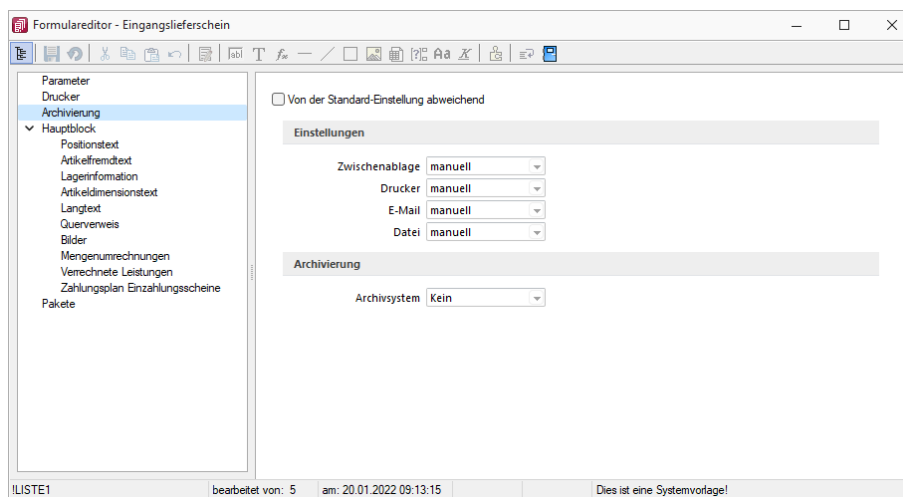 Formulareditor - Eingangslieferschein
Parameter
Drucker
Archivierung
Hauptblock
Positionstext
Artikelfremdtext
Lagerinformation
Artikeldimensionstext
Langtext
Querverweis
Bilder
Mengenumrechnungen
Verrechnete Leistungen
Zahlungsplan Einzahlungsscheine
Pakete
Von der Standard-Einstellung abweichend
Einstellungen
Zwischenablage manuell
Drucker manuell
E-Mail manuell
Datei manuell
Archivierung
Archivsystem Kein
!LISTE1 bearbeitet von: 5 am: 20.01.2022 09:13:15 Dies ist eine Systemvorlage!